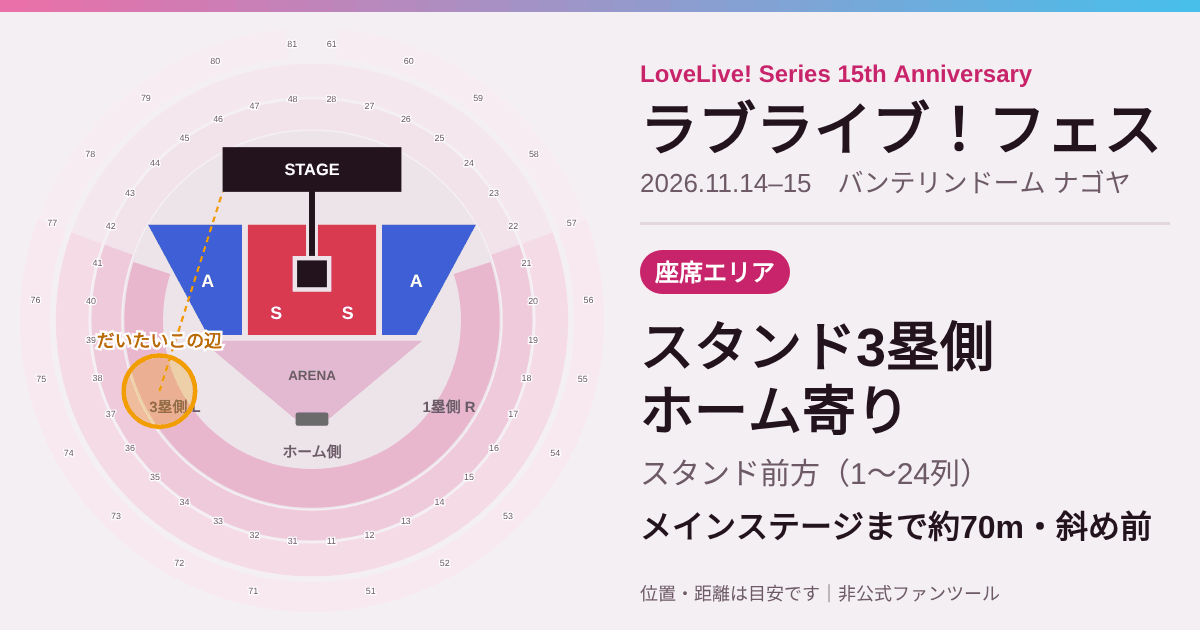 LoveLive! Series 15th Anniversary
ラブライブ！フェス
2026.11.14–15　バンテリンドーム ナゴヤ
座席エリア
スタンド3塁側
ホーム寄り
スタンド前方（1〜24列）
メインステージまで約70m・斜め前
位置・距離は目安です｜非公式ファンツール
81 61
80 60
79 59
48 28
47 27
46 26
45 25
78 58
44 24
STAGE
43 23
77 57
42 22
41 21
A A
76 40 20 56
S S
39 だいたいこの辺 19
75 38 ARENA 18 55
37 3塁側 L 1塁側 R 17
36 16
74 ホーム側 54
35 15
34 14
73 33 13 53
32 12
31 11
72 52
71 51